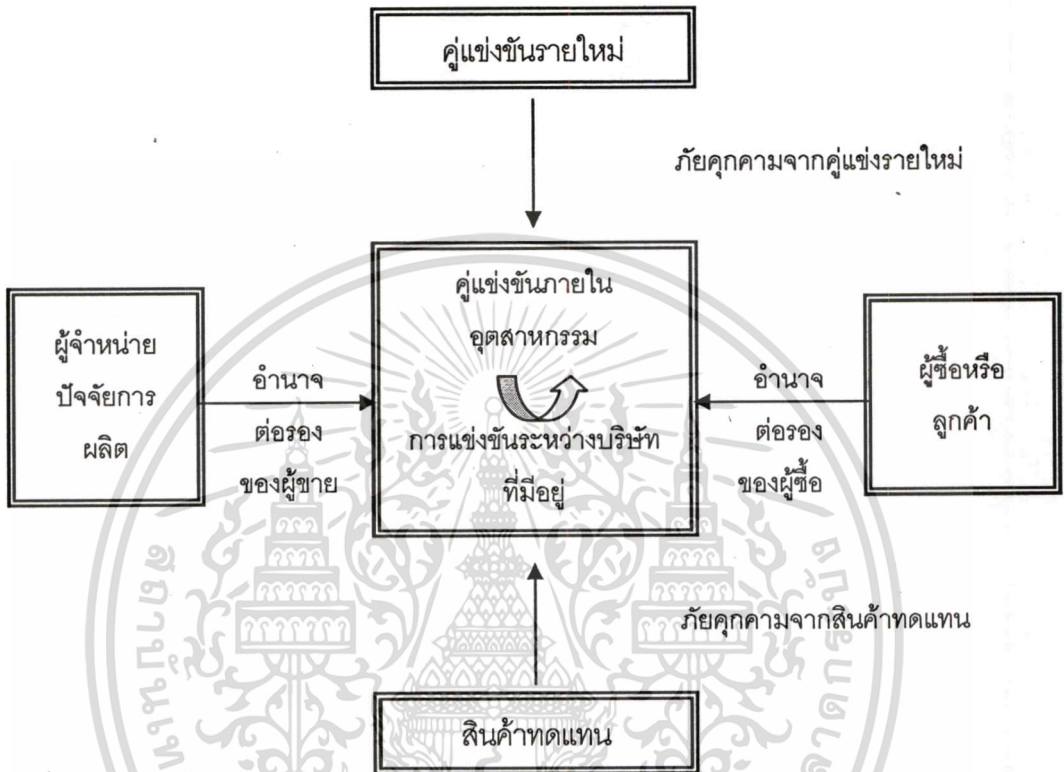 คู่แข่งขันรายใหม่
ภัยคุกคามจากคู่แข่งรายใหม่
คู่แข่งขันภายใน
อุตสาหกรรม
การแข่งขันระหว่างบริษัท
ที่มีอยู่
ผู้จำหน่าย
ปัจจัยการ
ผลิต
อำนาจ
ต่อรอง
ของผู้ขาย
อำนาจ
ต่อรอง
ของผู้ซื้อ
ผู้ซื้อหรือ
ลูกค้า
ภัยคุกคามจากสินค้าทดแทน
สินค้าทดแทน